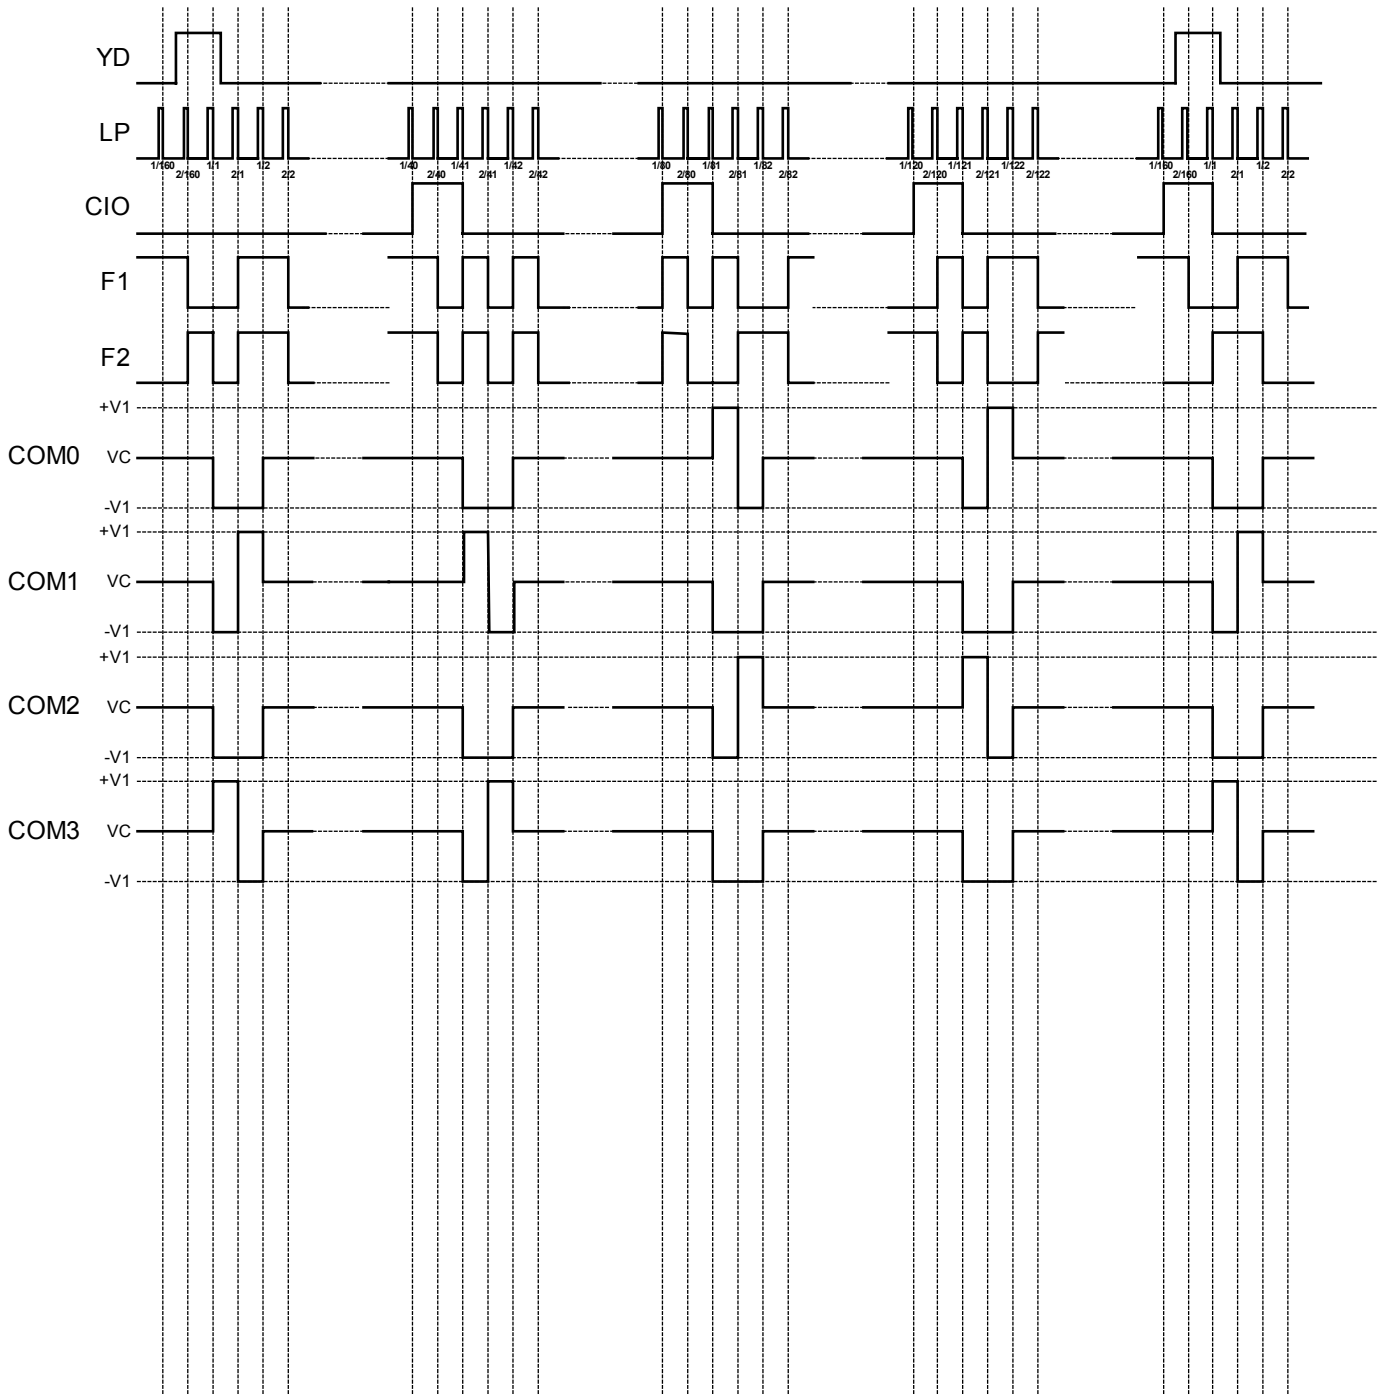 YD
LP
1/160 1/1 1/2 1/40 1/41 1/42 1/80 1/81 1/82 1/120 1/121 1/122 1/160 1/1 1/2
2/160 2/1 2/2 2/40 2/41 2/42 2/80 2/81 2/82 2/120 2/121 2/122 2/160 2/1 2/2
CIO
F1
F2
+V1
COM0 VC
-V1
+V1
COM1 VC
-V1
+V1
COM2 VC
-V1
+V1
COM3 VC
-V1